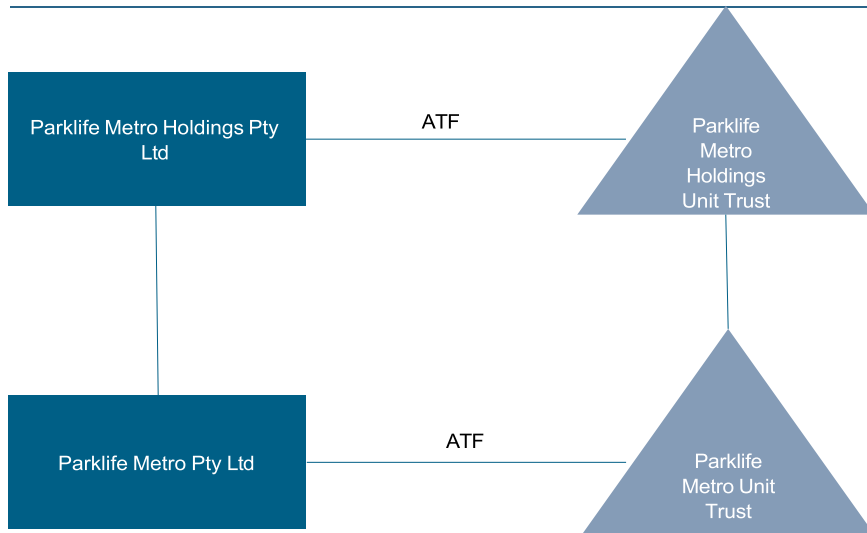 Parklife Metro Holdings Pty
Ltd
ATF
Parklife
Metro
Holdings
Unit Trust
Parklife Metro Pty Ltd
ATF
Parklife
Metro Unit
Trust